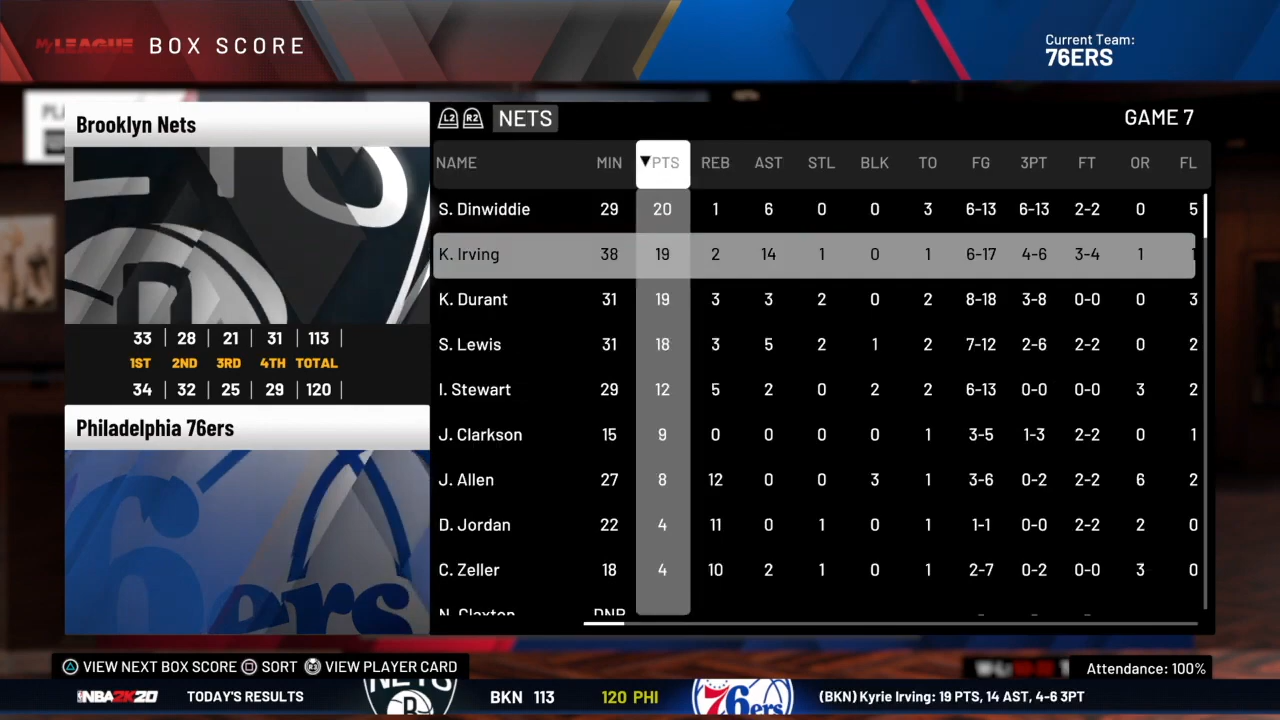 MyLEAGUE BOX SCORE
Current Team:
76ERS
Brooklyn Nets
33 | 28 | 21 | 31 | 113 |
1ST 2ND 3RD 4TH TOTAL
34 | 32 | 25 | 29 | 120 |
Philadelphia 76ers
L2 R2 NETS GAME 7
NAME MIN ▼PTS REB AST STL BLK TO FG 3PT FT OR FL
S. Dinwiddie 29 20 1 6 0 0 3 6-13 6-13 2-2 0 5
K. Irving 38 19 2 14 1 0 1 6-17 4-6 3-4 1 1
K. Durant 31 19 3 3 2 0 2 8-18 3-8 0-0 0 3
S. Lewis 31 18 3 5 2 1 2 7-12 2-6 2-2 0 2
I. Stewart 29 12 5 2 0 2 2 6-13 0-0 0-0 3 2
J. Clarkson 15 9 0 0 0 0 1 3-5 1-3 2-2 0 1
J. Allen 27 8 12 0 0 3 1 3-6 0-2 2-2 6 2
D. Jordan 22 4 11 0 1 0 1 1-1 0-0 2-2 2 0
C. Zeller 18 4 10 2 1 0 1 2-7 0-2 0-0 3 0
N. Claxton DNP - - -
VIEW NEXT BOX SCORE SORT R3 VIEW PLAYER CARD
Attendance: 100%
NBA2K20 TODAY'S RESULTS NETS B BKN 113 120 PHI 76ers (BKN) Kyrie Irving: 19 PTS, 14 AST, 4-6 3PT